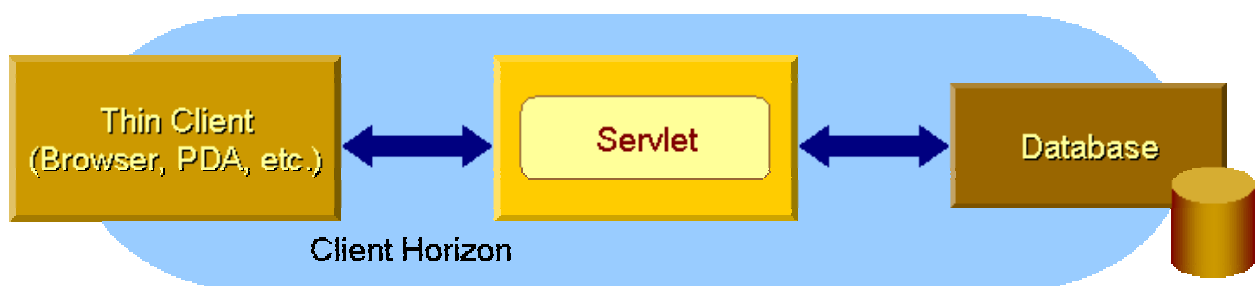 Thin Client
(Browser, PDA, etc.)
Servlet
Database
Client Horizon